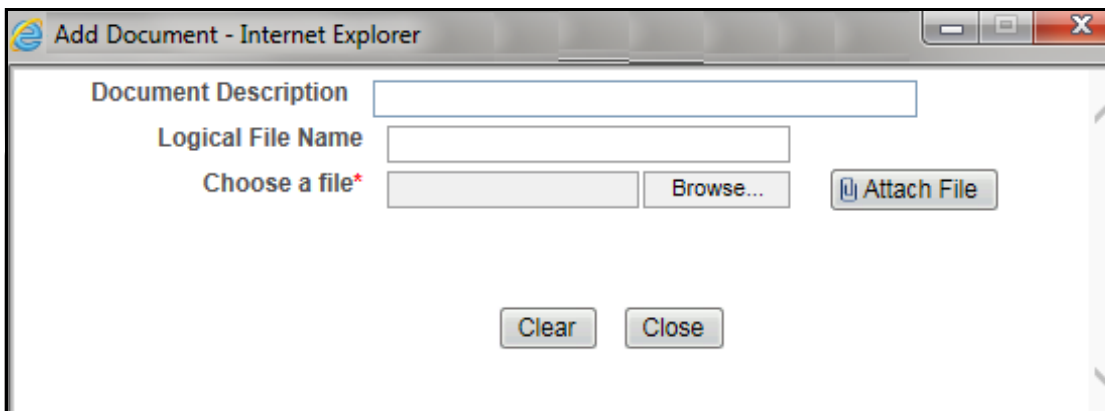 Add Document - Internet Explorer
Document Description
Logical File Name
Choose a file* Browse... Attach File
Clear Close